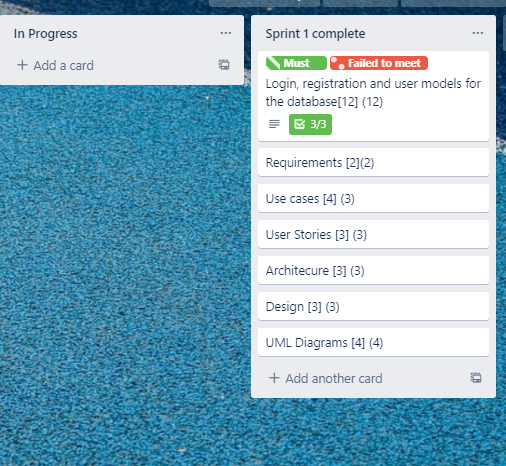 In Progress
Add a card
Sprint 1 complete
Must Failed to meet
Login, registration and user models for
the database[12] (12)
3/3
Requirements [2](2)
Use cases [4] (3)
User Stories [3] (3)
Architecure [3] (3)
Design [3] (3)
UML Diagrams [4] (4)
Add another card